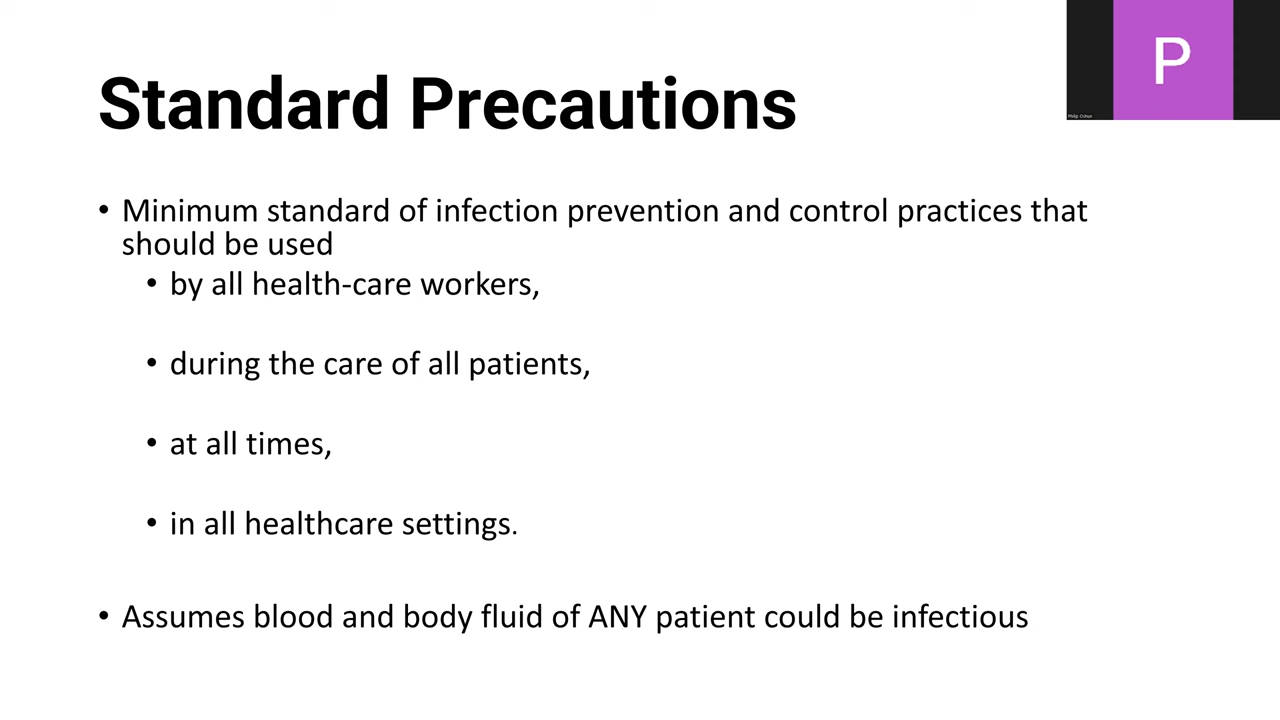 P
Philip Ochuo
Standard Precautions
• Minimum standard of infection prevention and control practices that
should be used
• by all health-care workers,
• during the care of all patients,
• at all times,
• in all healthcare settings.
• Assumes blood and body fluid of ANY patient could be infectious